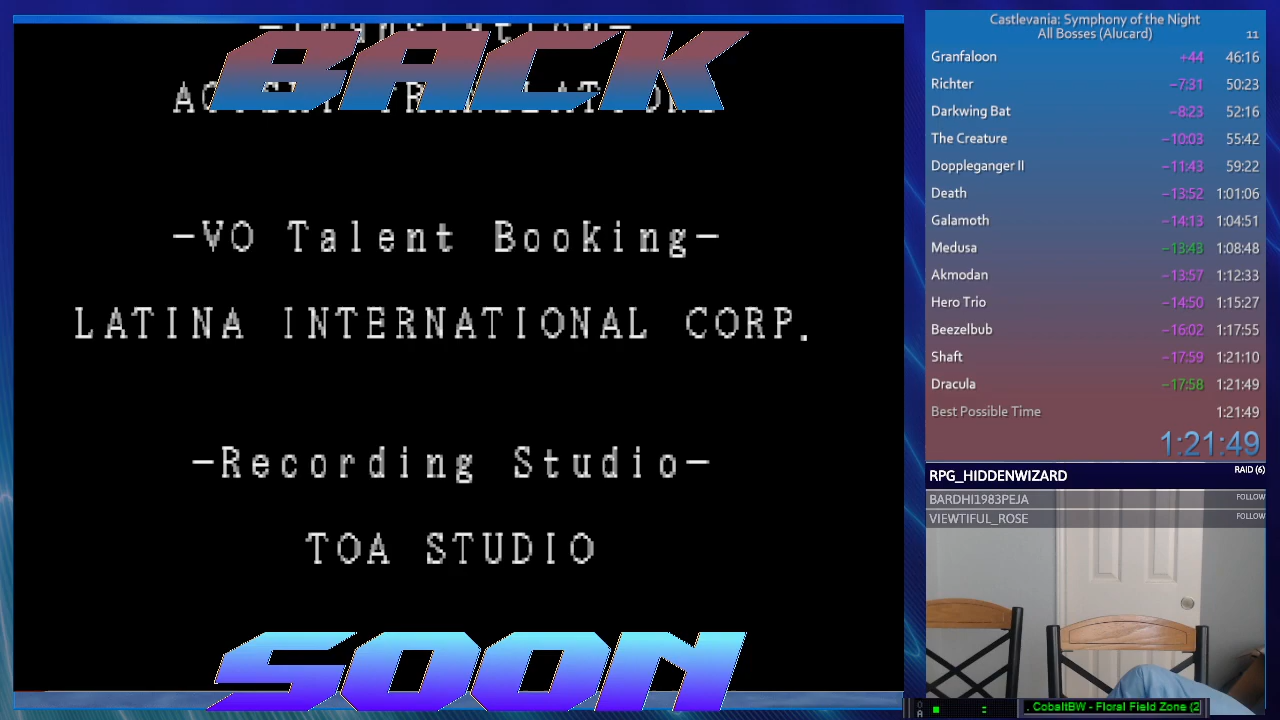 BACK
-VO Talent Booking-
LATINA INTERNATIONAL CORP.
-Recording Studio-
TOA STUDIO
SOON
Castlevania: Symphony of the Night
All Bosses (Alucard)
11
Granfaloon +44 46:16
Richter -7:31 50:23
Darkwing Bat -8:23 52:16
The Creature -10:03 55:42
Doppleganger II -11:43 59:22
Death -13:52 1:01:06
Galamoth -14:13 1:04:51
Medusa -13:43 1:08:48
Akmodan -13:57 1:12:33
Hero Trio -14:50 1:15:27
Beezelbub -16:02 1:17:55
Shaft -17:59 1:21:10
Dracula -17:58 1:21:49
Best Possible Time 1:21:49
1:21:49
RPG_HIDDENWIZARD RAID (6)
BARDHI1983PEJA FOLLOW
VIEWTIFUL_ROSE FOLLOW
. CobaltBW - Floral Field Zone (2